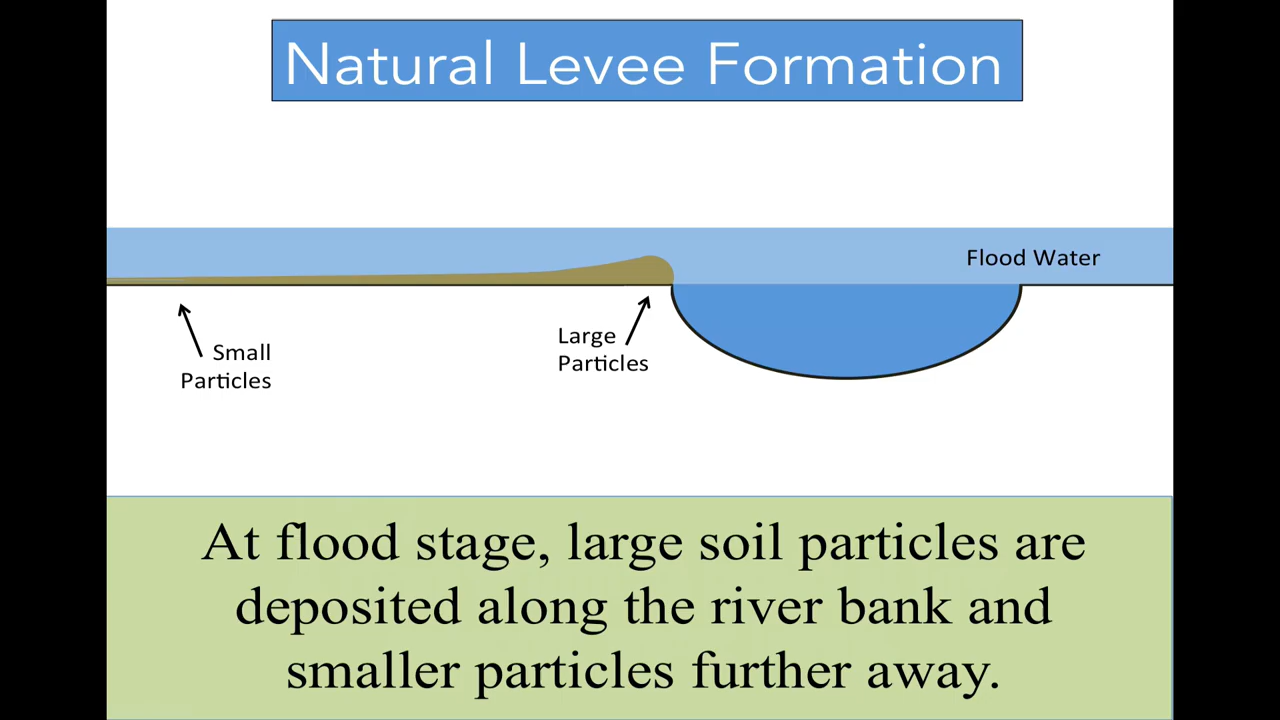 Natural Levee Formation
Flood Water
Large
Particles
Small
Particles
At flood stage, large soil particles are
deposited along the river bank and
smaller particles further away.